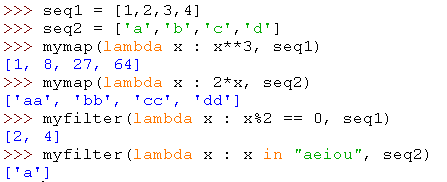 >>> seq1 = [1,2,3,4]
>>> seq2 = ['a','b','c','d']
>>> mymap(lambda x : x**3, seq1)
[1, 8, 27, 64]
>>> mymap(lambda x : 2*x, seq2)
['aa', 'bb', 'cc', 'dd']
>>> myfilter(lambda x : x%2 == 0, seq1)
[2, 4]
>>> myfilter(lambda x : x in "aeiou", seq2)
['a']